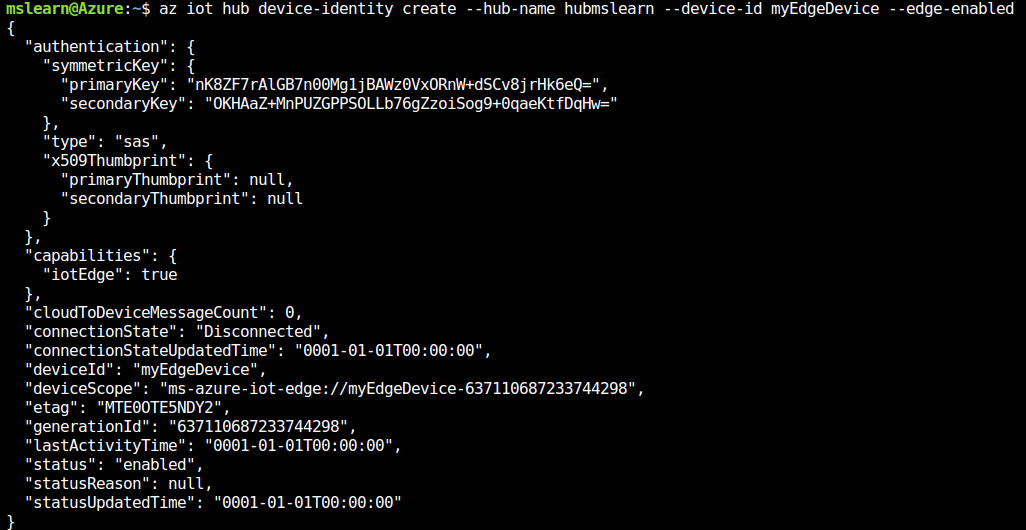 mslearn@Azure:~$ az iot hub device-identity create --hub-name hubmslearn --device-id myEdgeDevice --edge-enabled
{
  "authentication": {
    "symmetricKey": {
      "primaryKey": "nK8ZF7rAlGB7n00Mg1jBAWz0VxORnW+dSCv8jrHk6eQ=",
      "secondaryKey": "OKHAaZ+MnPUZGPPSOLLb76gZzoiSog9+0qaeKtfDqHw="
    },
    "type": "sas",
    "x509Thumbprint": {
      "primaryThumbprint": null,
      "secondaryThumbprint": null
    }
  },
  "capabilities": {
    "iotEdge": true
  },
  "cloudToDeviceMessageCount": 0,
  "connectionState": "Disconnected",
  "connectionStateUpdatedTime": "0001-01-01T00:00:00",
  "deviceId": "myEdgeDevice",
  "deviceScope": "ms-azure-iot-edge://myEdgeDevice-637110687233744298",
  "etag": "MTE0OTE5NDY2",
  "generationId": "637110687233744298",
  "lastActivityTime": "0001-01-01T00:00:00",
  "status": "enabled",
  "statusReason": null,
  "statusUpdatedTime": "0001-01-01T00:00:00"
}